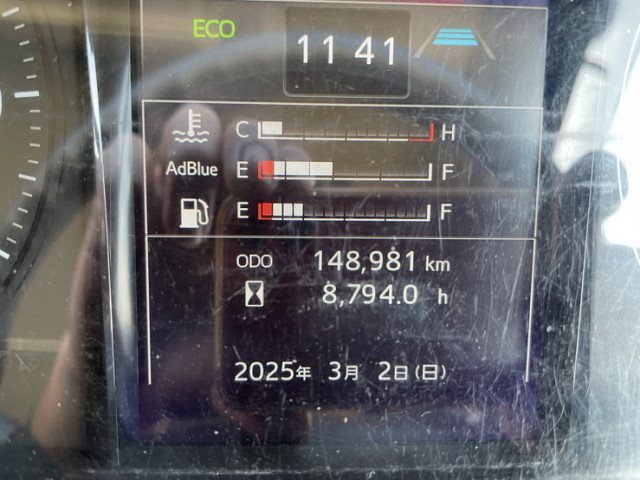 ECO
11 41
C H
AdBlue E F
E F
ODO 148,981 km
8,794.0 h
2025年 3月 2日(日)